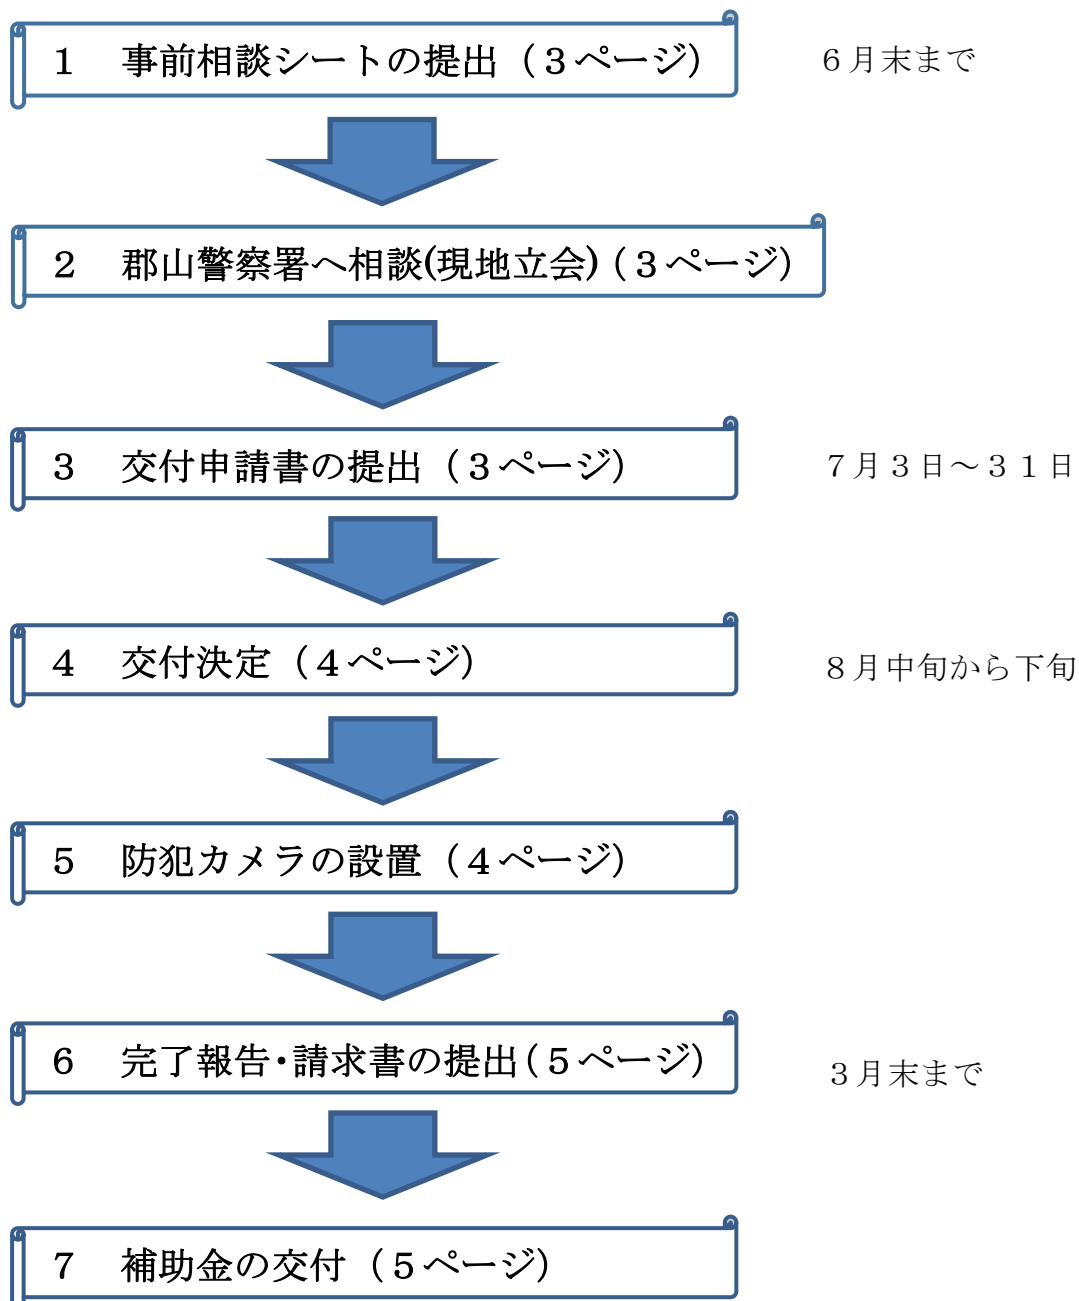 １　事前相談シートの提出（３ページ）　６月末まで
２　郡山警察署へ相談(現地立会)（３ページ）
３　交付申請書の提出（３ページ）　７月３日～３１日
４　交付決定（４ページ）　８月中旬から下旬
５　防犯カメラの設置（４ページ）
６　完了報告・請求書の提出（５ページ）　３月末まで
７　補助金の交付（５ページ）